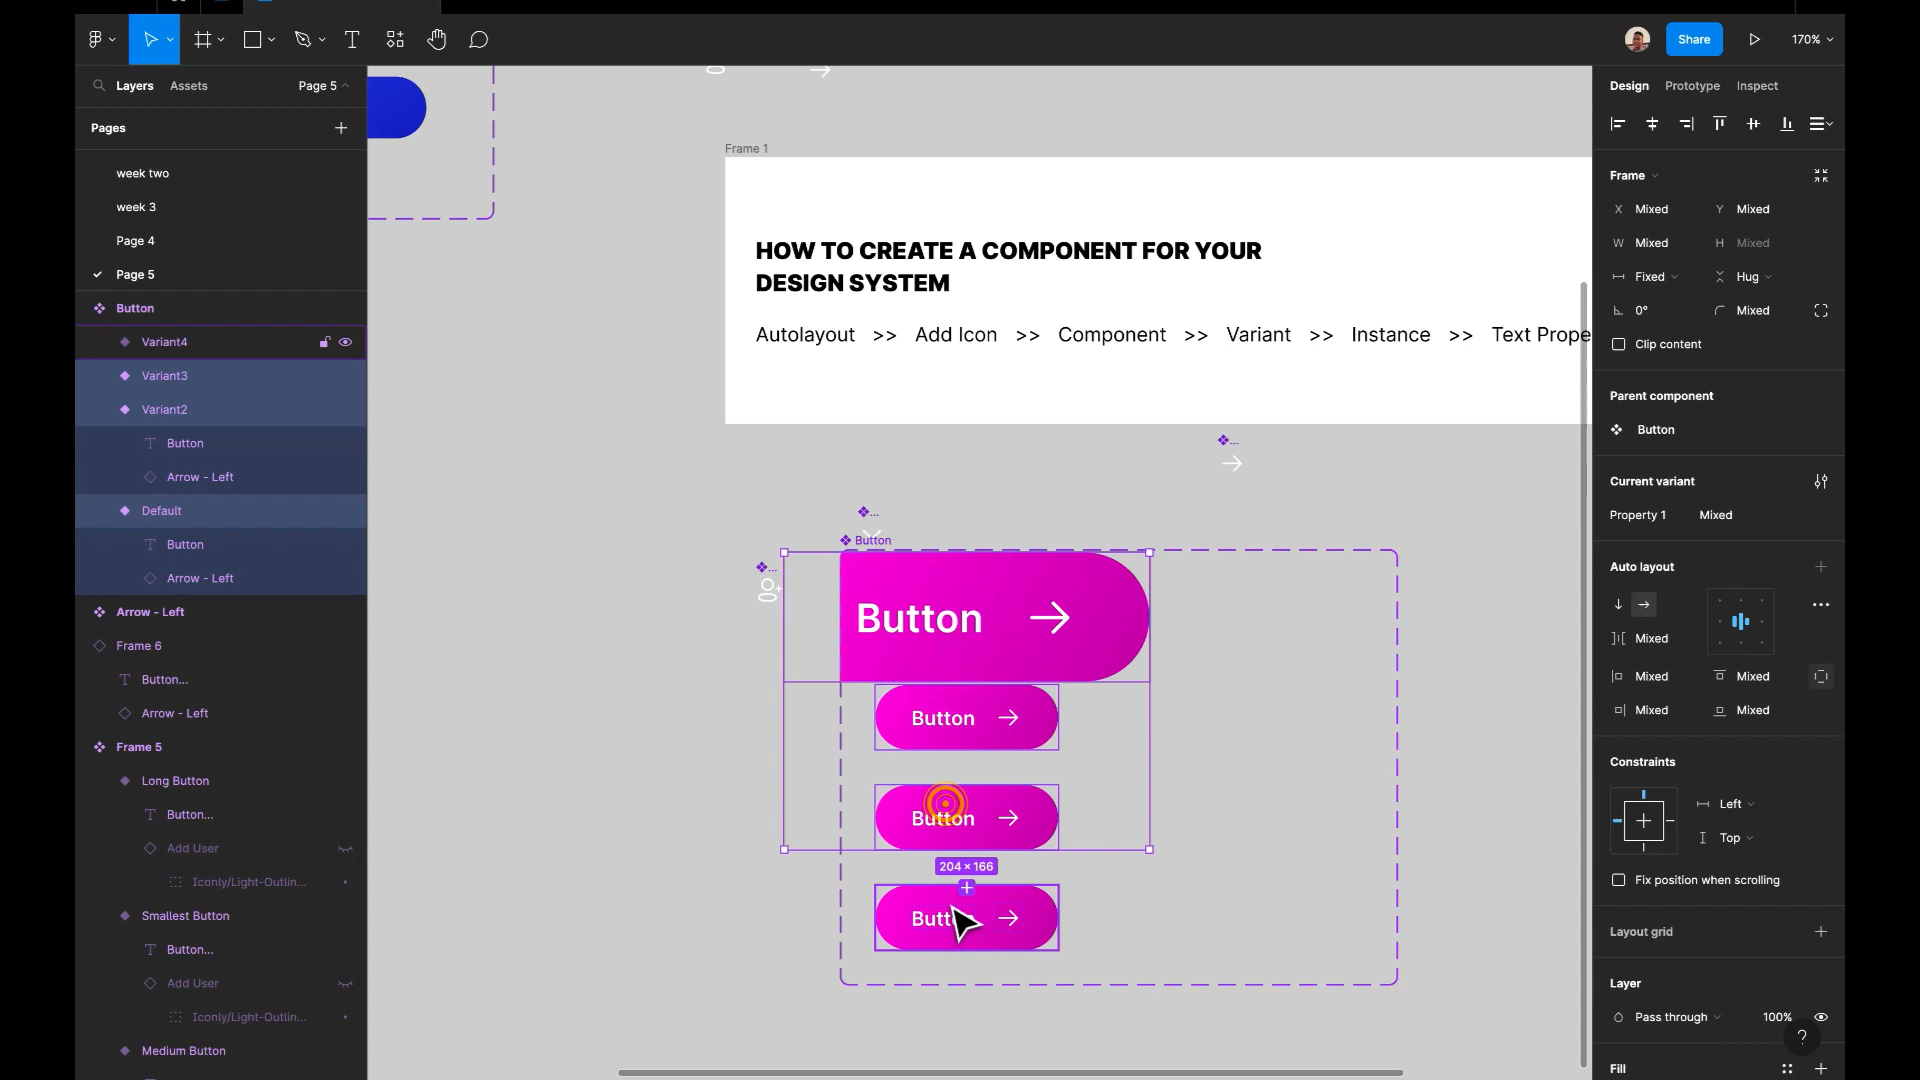 Share
170%
Layers
Assets
Page 5
Pages
week two
week 3
Page 4
Page 5
Button
Variant4
Variant3
Variant2
Button
Arrow - Left
Default
Button
Arrow - Left
Arrow - Left
Frame 6
Button...
Arrow - Left
Frame 5
Long Button
Button...
Add User
Iconly/Light-Outlin...
Smallest Button
Button...
Add User
Iconly/Light-Outlin...
Medium Button
Frame 1
HOW TO CREATE A COMPONENT FOR YOUR
DESIGN SYSTEM
Autolayout >> Add Icon >> Component >> Variant >> Instance >> Text Prope
...
...
Button
...
Button
Button
Button
204 × 166
Button
Design
Prototype
Inspect
Frame
X Mixed
Y Mixed
W Mixed
H Mixed
Fixed
Hug
0°
Mixed
Clip content
Parent component
Button
Current variant
Property 1
Mixed
Auto layout
Mixed
Mixed
Mixed
Mixed
Mixed
Constraints
Left
Top
Fix position when scrolling
Layout grid
Layer
Pass through
100%
?
Fill